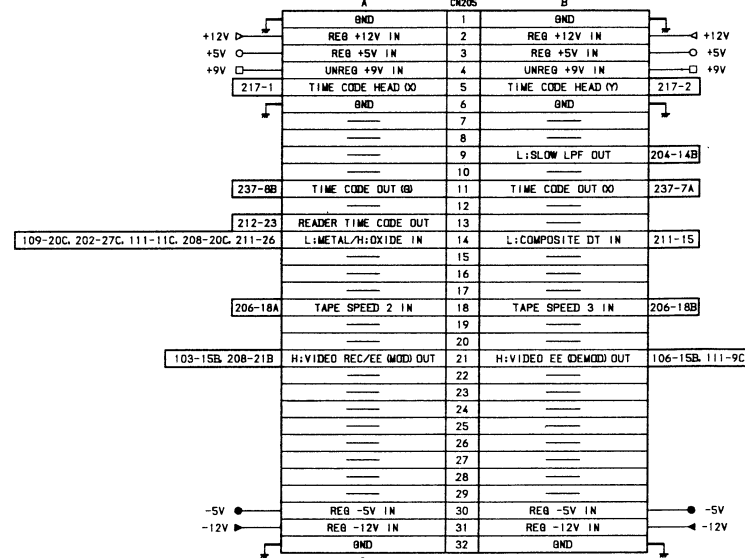 A CN205 B
GND 1 GND
+12V REG +12V IN 2 REG +12V IN +12V
+5V REG +5V IN 3 REG +5V IN +5V
+9V UNREG +9V IN 4 UNREG +9V IN +9V
217-1 TIME CODE HEAD (X) 5 TIME CODE HEAD (Y) 217-2
GND 6 GND
—— 7 ——
—— 8 ——
—— 9 L:SLOW LPF OUT 204-14B
—— 10 ——
237-8B TIME CODE OUT (G) 11 TIME CODE OUT (X) 237-7A
—— 12 ——
212-23 READER TIME CODE OUT 13 ——
109-20C, 202-27C, 111-11C, 208-20C, 211-26 L:METAL/H:OXIDE IN 14 L:COMPOSITE DT IN 211-15
—— 15 ——
—— 16 ——
—— 17 ——
206-18A TAPE SPEED 2 IN 18 TAPE SPEED 3 IN 206-18B
—— 19 ——
—— 20 ——
103-15B, 208-21B H:VIDEO REC/EE (MOD) OUT 21 H:VIDEO EE (DEMOD) OUT 106-15B, 111-9C
—— 22 ——
—— 23 ——
—— 24 ——
—— 25 ——
—— 26 ——
—— 27 ——
—— 28 ——
—— 29 ——
-5V REG -5V IN 30 REG -5V IN -5V
-12V REG -12V IN 31 REG -12V IN -12V
GND 32 GND